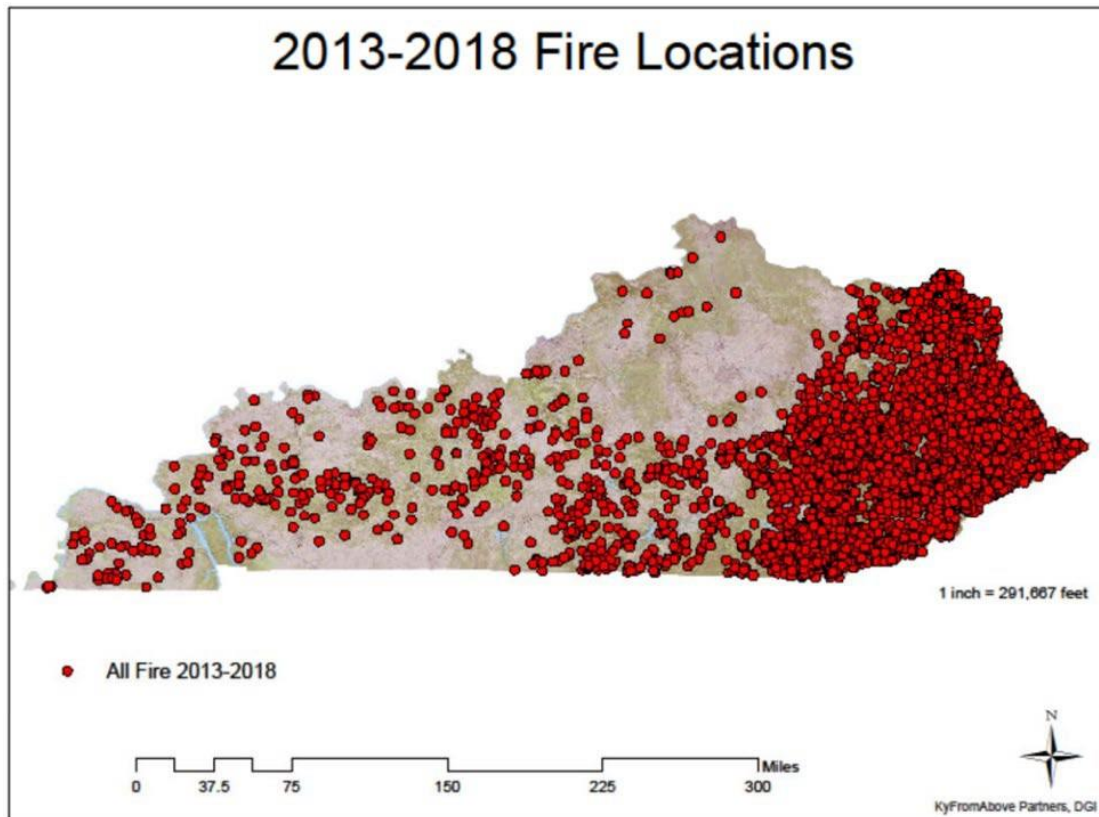 2013-2018 Fire Locations
1 inch = 291,667 feet
All Fire 2013-2018
Miles
0 37.5 75 150 225 300
N
KyFromAbove Partners, DGI